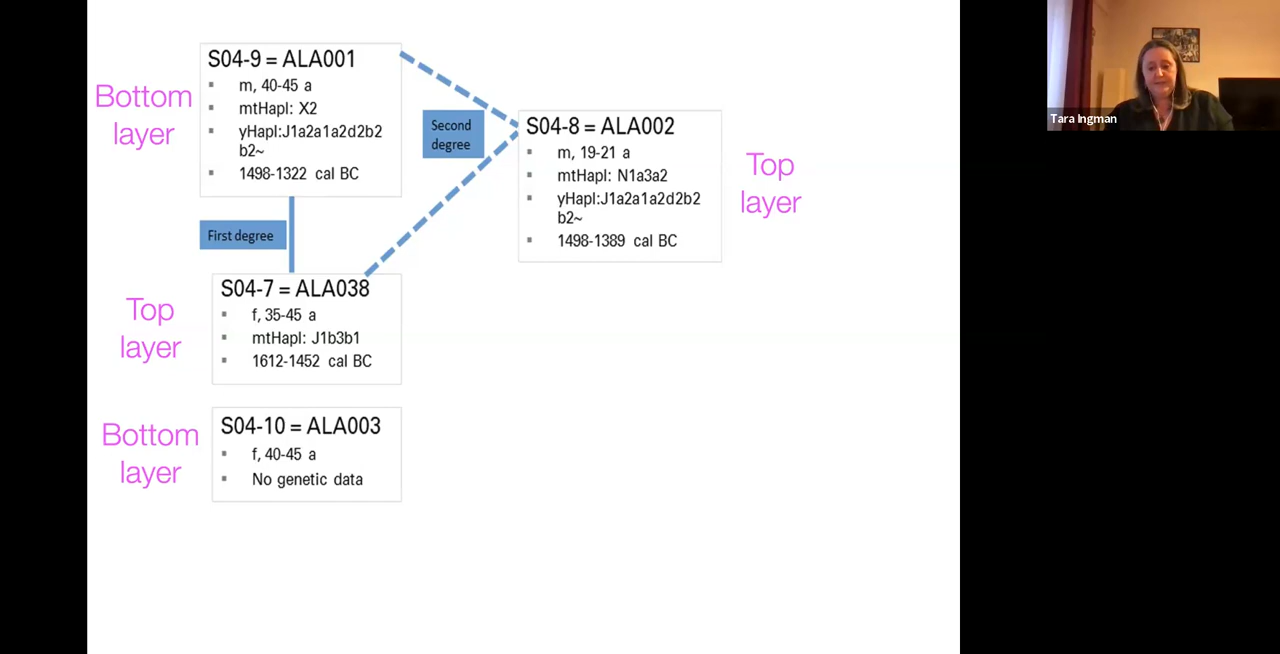 S04-9 = ALA001
Bottom
layer
▪ m, 40-45 a
▪ mtHapl: X2
▪ yHapl:J1a2a1a2d2b2
b2~
▪ 1498-1322 cal BC
Second
degree
S04-8 = ALA002
▪ m, 19-21 a
▪ mtHapl: N1a3a2
▪ yHapl:J1a2a1a2d2b2
b2~
▪ 1498-1389 cal BC
Top
layer
First degree
Top
layer
S04-7 = ALA038
▪ f, 35-45 a
▪ mtHapl: J1b3b1
▪ 1612-1452 cal BC
Bottom
layer
S04-10 = ALA003
▪ f, 40-45 a
▪ No genetic data
Tara Ingman